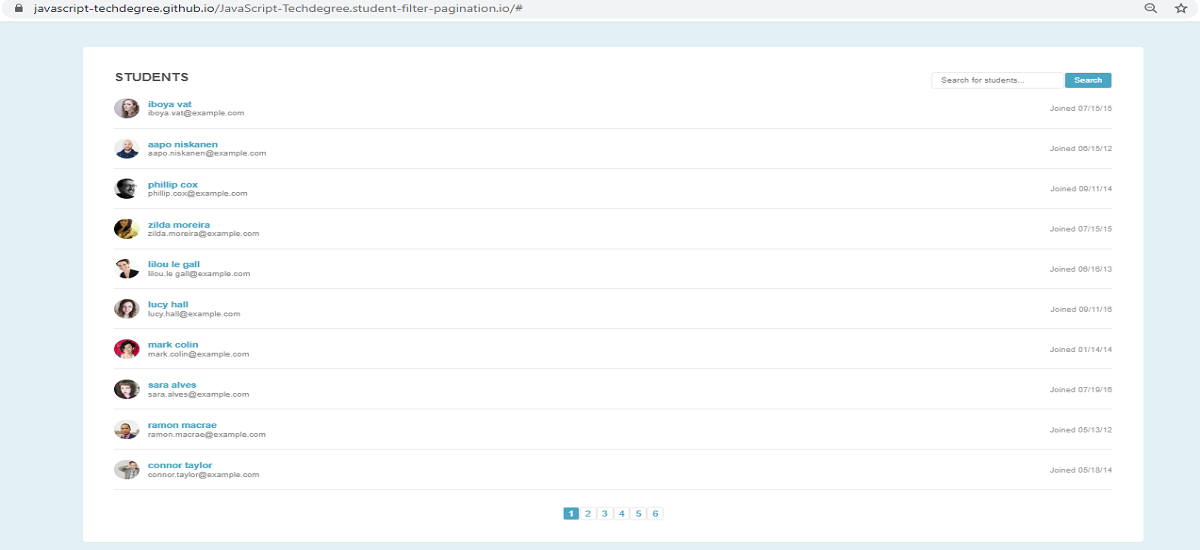 javascript-techdegree.github.io/JavaScript-Techdegree.student-filter-pagination.io/#
STUDENTS
Search for students...
Search
iboya vat
iboya.vat@example.com
Joined 07/15/15
aapo niskanen
aapo.niskanen@example.com
Joined 06/15/12
phillip cox
phillip.cox@example.com
Joined 09/11/14
zilda moreira
zilda.moreira@example.com
Joined 07/15/15
lilou le gall
lilou.le gall@example.com
Joined 06/16/13
lucy hall
lucy.hall@example.com
Joined 09/11/16
mark colin
mark.colin@example.com
Joined 01/14/14
sara alves
sara.alves@example.com
Joined 07/19/16
ramon macrae
ramon.macrae@example.com
Joined 05/13/12
connor taylor
connor.taylor@example.com
Joined 05/18/14
1 2 3 4 5 6